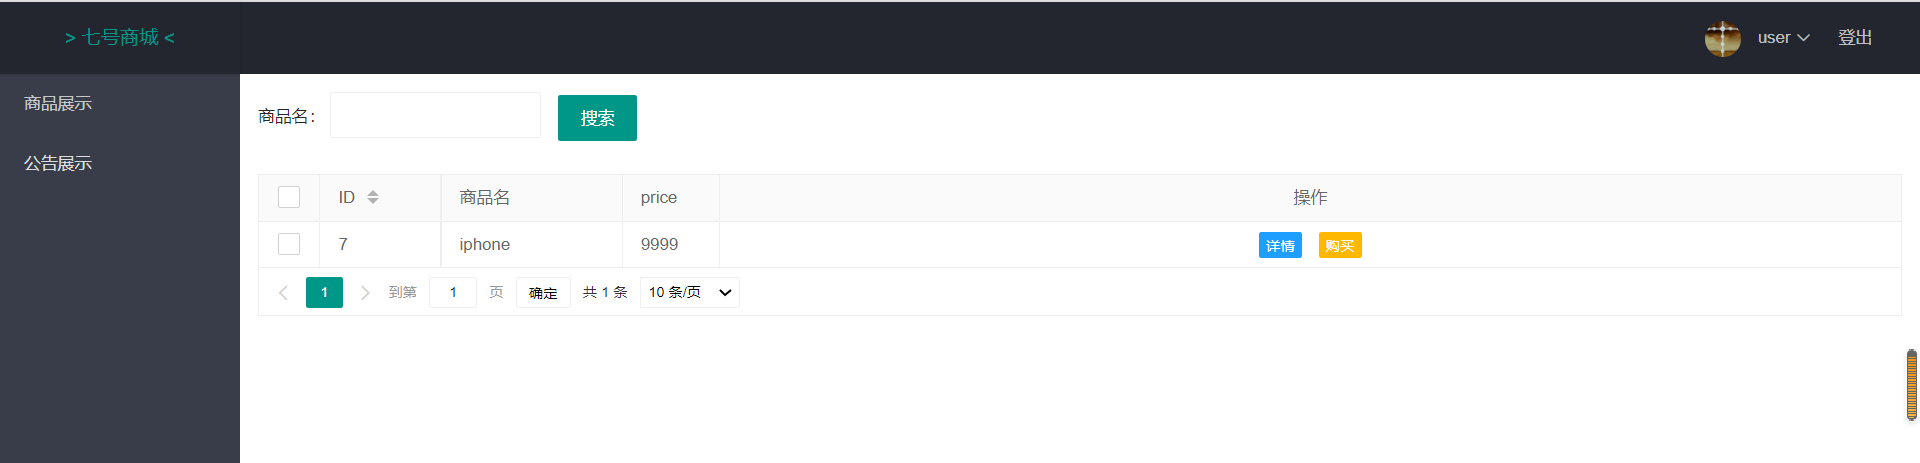 > 七号商城 <
user 登出
商品展示
公告展示
商品名：
搜索
ID 商品名 price 操作
7 iphone 9999 详情 购买
1 到第 1 页 确定 共 1 条 10 条/页